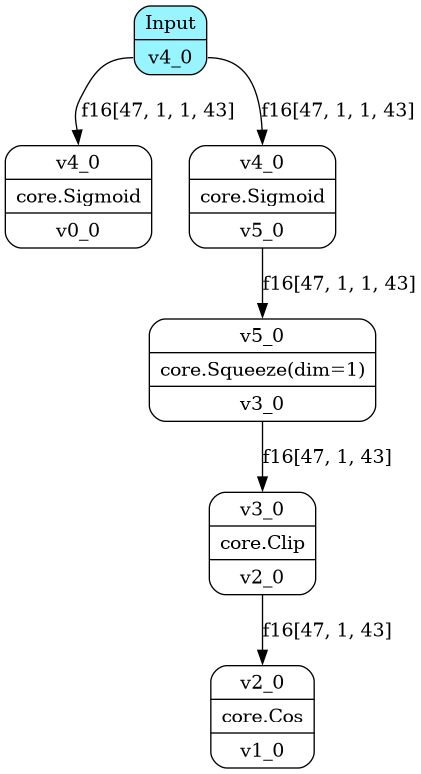 Input
v4_0
f16[47, 1, 1, 43]
f16[47, 1, 1, 43]
v4_0
core.Sigmoid
v0_0
v4_0
core.Sigmoid
v5_0
f16[47, 1, 1, 43]
v5_0
core.Squeeze(dim=1)
v3_0
f16[47, 1, 43]
v3_0
core.Clip
v2_0
f16[47, 1, 43]
v2_0
core.Cos
v1_0